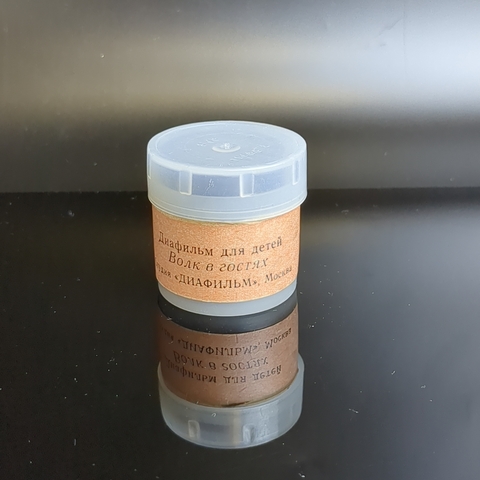 Диафильм для детей
Волк в гостях
«ДИАФИЛЬМ», Москва